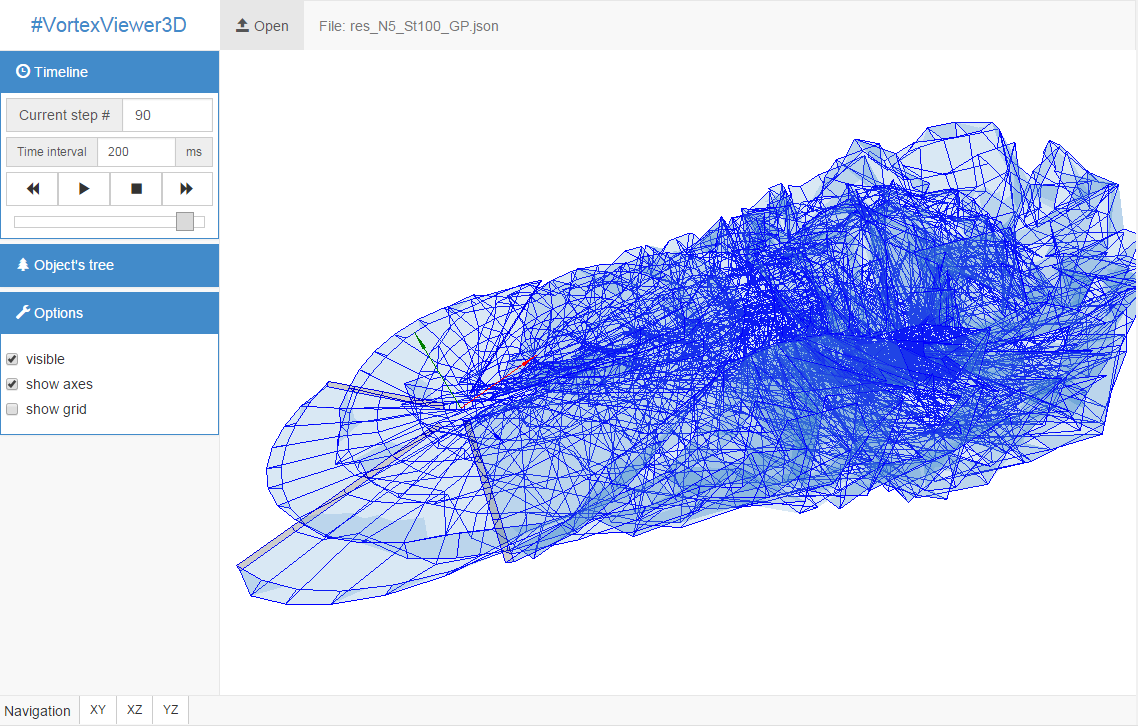 #VortexViewer3D
Open
File: res_N5_St100_GP.json
Timeline
Current step # 90
Time interval 200 ms
Object's tree
Options
visible
show axes
show grid
Navigation XY XZ YZ